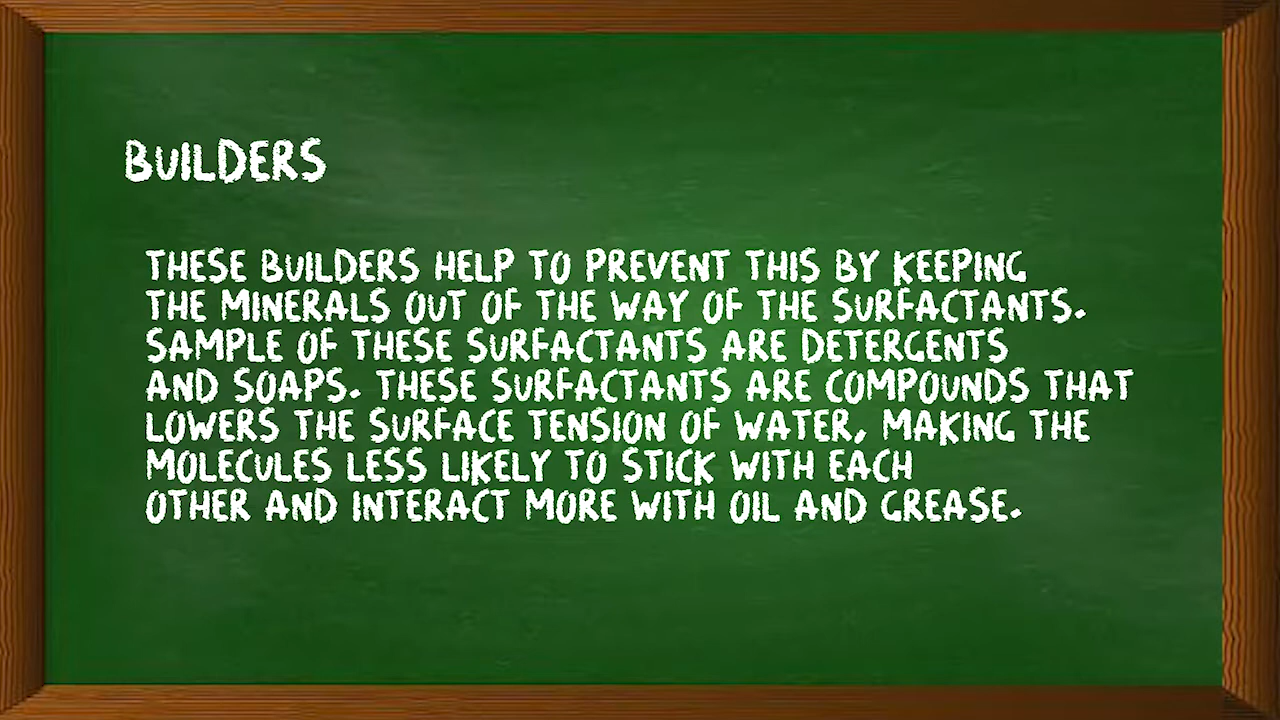 BUILDERS
THESE BUILDERS HELP TO PREVENT THIS BY KEEPING
THE MINERALS OUT OF THE WAY OF THE SURFACTANTS.
SAMPLE OF THESE SURFACTANTS ARE DETERGENTS
AND SOAPS. THESE SURFACTANTS ARE COMPOUNDS THAT
LOWERS THE SURFACE TENSION OF WATER, MAKING THE
MOLECULES LESS LIKELY TO STICK WITH EACH
OTHER AND INTERACT MORE WITH OIL AND GREASE.